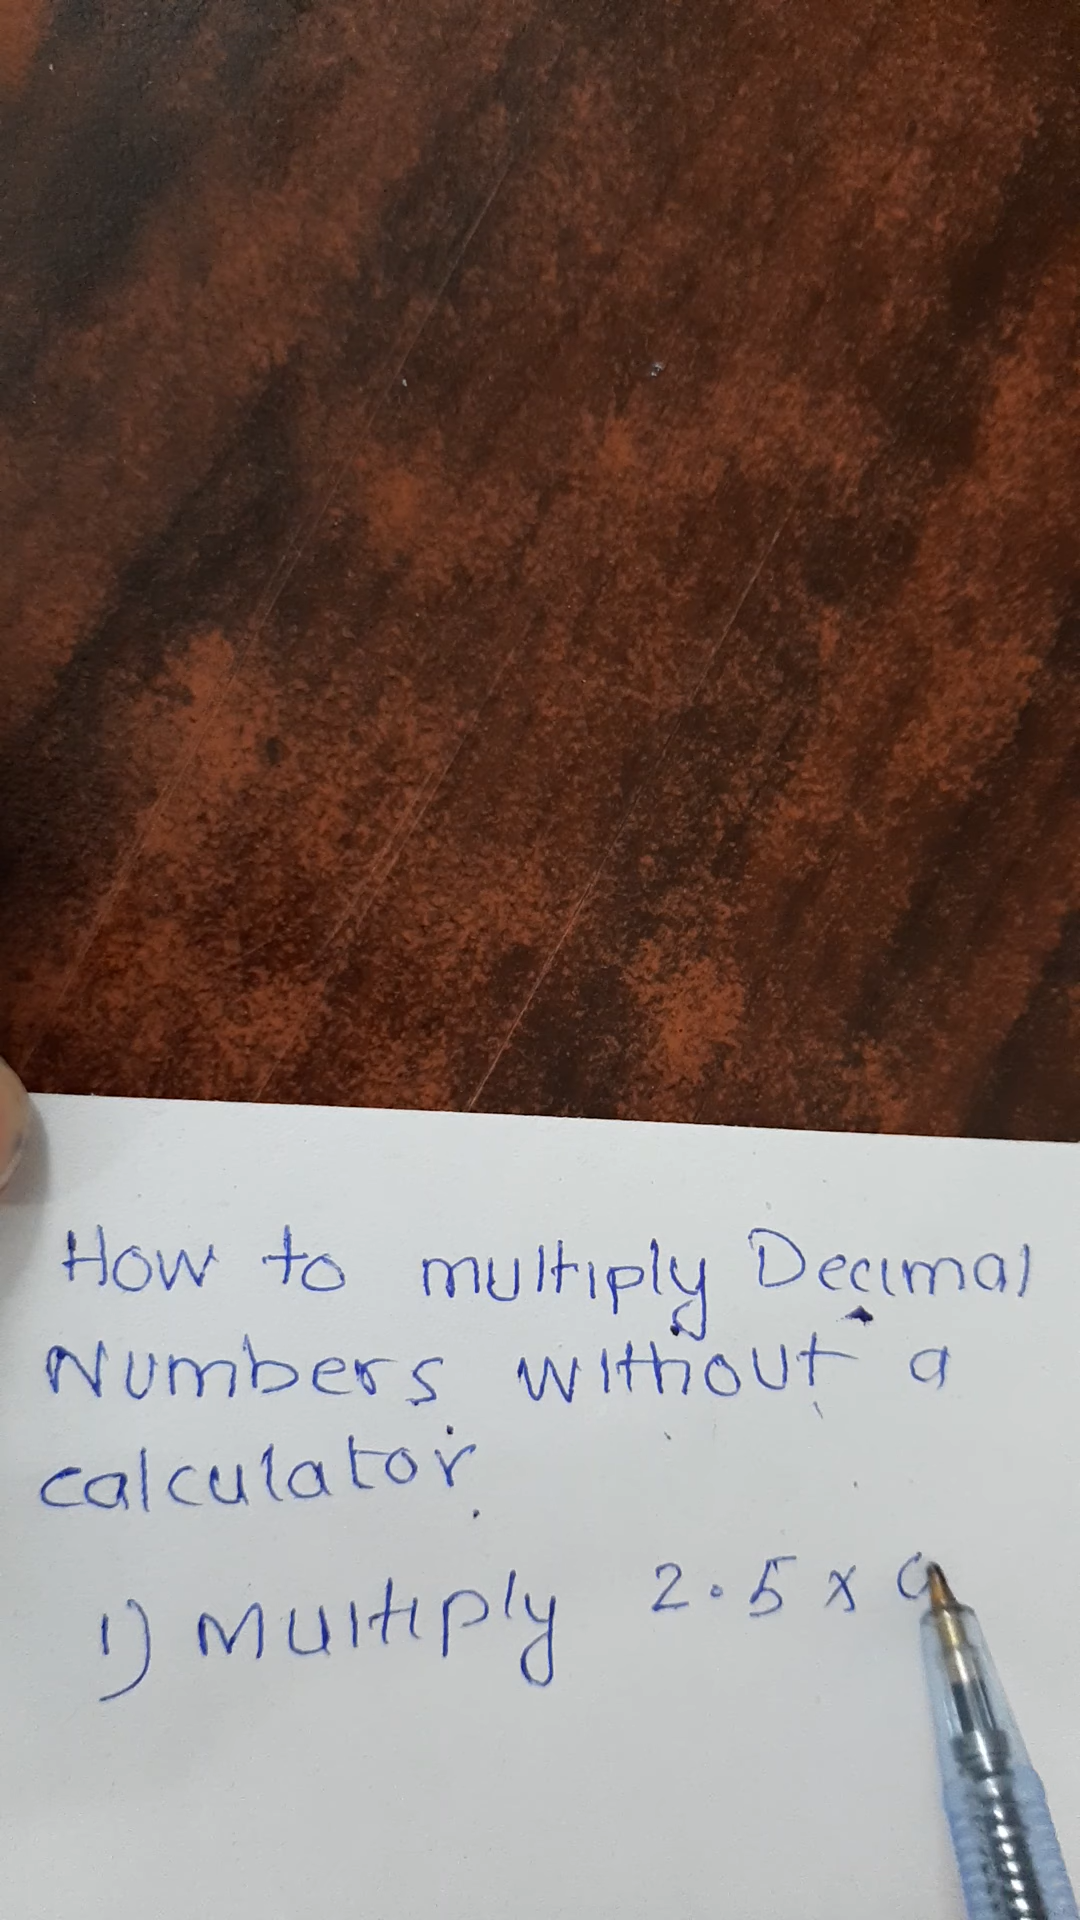 How to multiply Decimal
Numbers without a
calculator.
1) Multiply 2.5 x